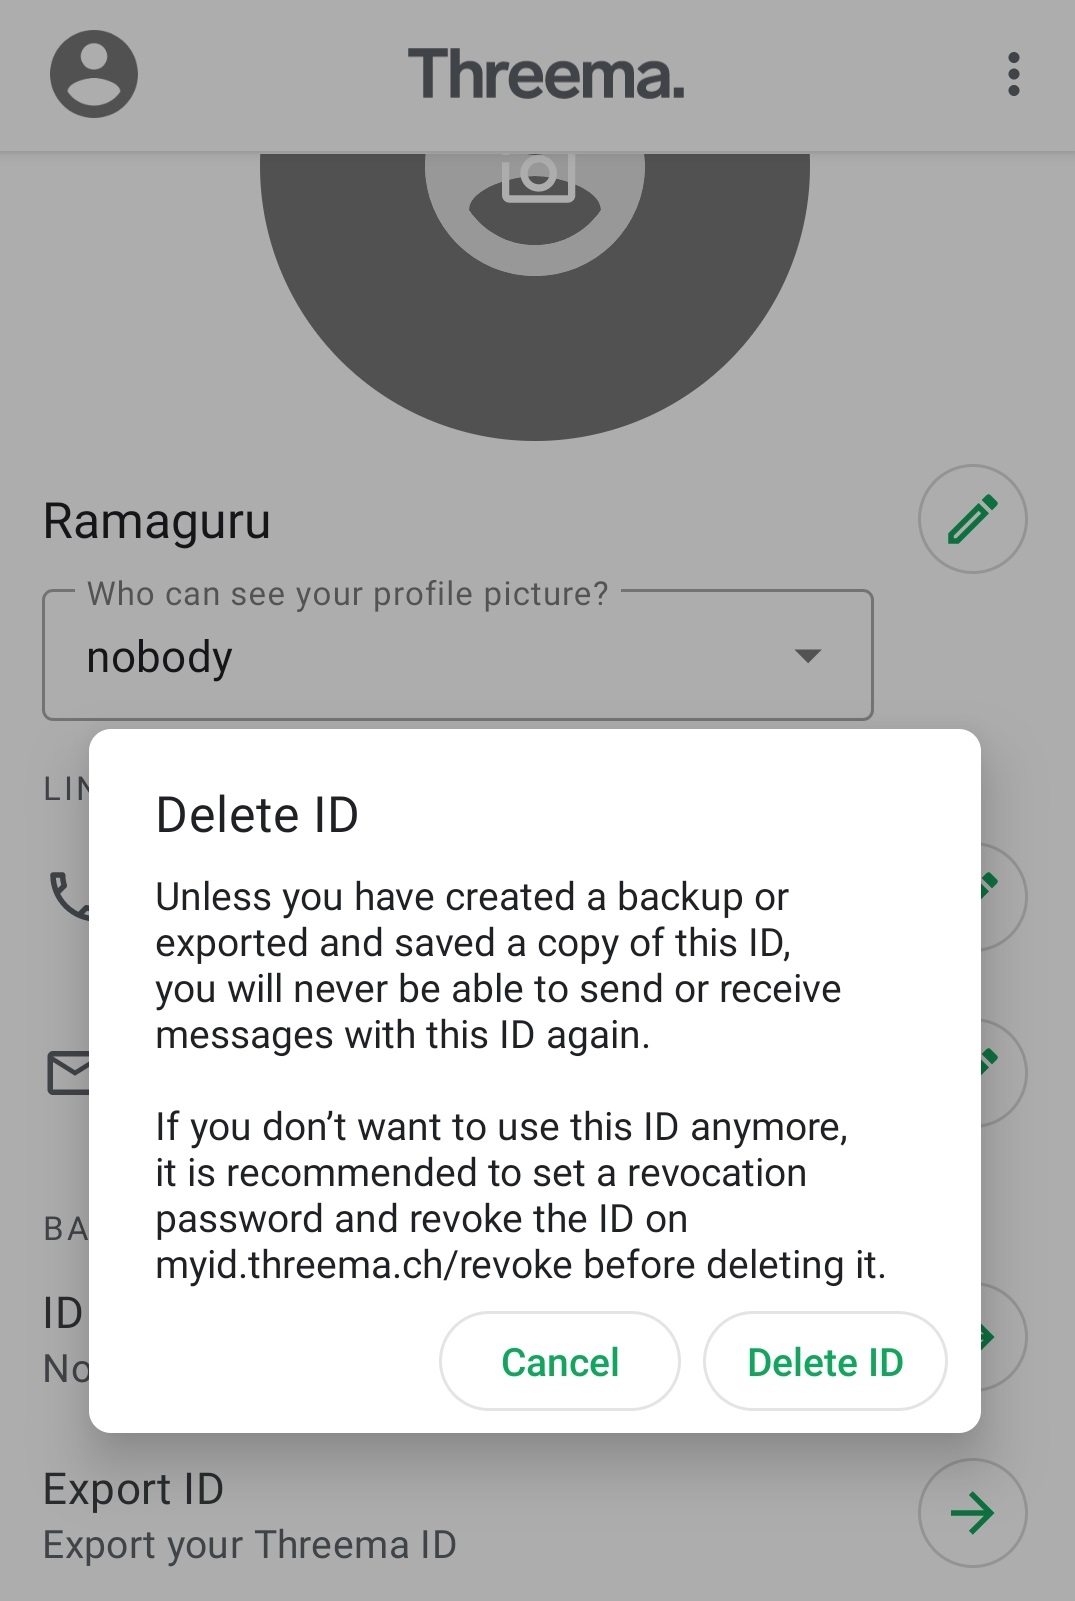 Threema.
Ramaguru
Who can see your profile picture?
nobody
Delete ID
Unless you have created a backup or
exported and saved a copy of this ID,
you will never be able to send or receive
messages with this ID again.
If you don’t want to use this ID anymore,
it is recommended to set a revocation
password and revoke the ID on
myid.threema.ch/revoke before deleting it.
Cancel
Delete ID
ID
Export ID
Export your Threema ID